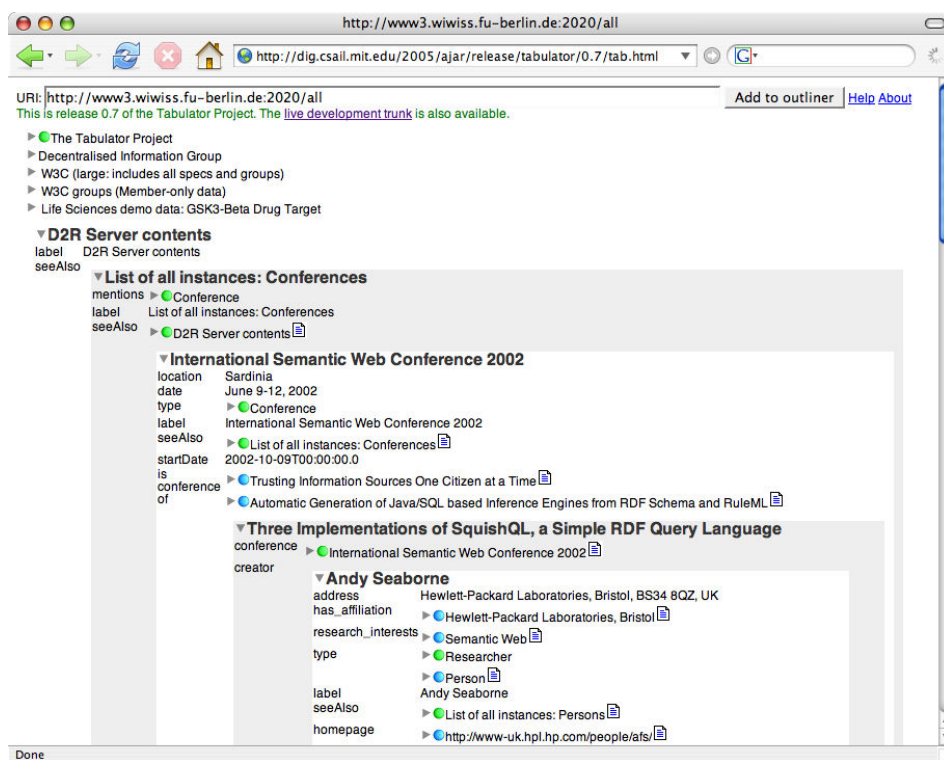 http://www3.wiwiss.fu-berlin.de:2020/all
http://dig.csail.mit.edu/2005/ajar/release/tabulator/0.7/tab.html G
URI: http://www3.wiwiss.fu-berlin.de:2020/all Add to outliner Help About
This is release 0.7 of the Tabulator Project. The live development trunk is also available.
The Tabulator Project
Decentralised Information Group
W3C (large: includes all specs and groups)
W3C groups (Member-only data)
Life Sciences demo data: GSK3-Beta Drug Target
D2R Server contents
label D2R Server contents
seeAlso
List of all instances: Conferences
mentions Conference
label List of all instances: Conferences
seeAlso D2R Server contents
International Semantic Web Conference 2002
location Sardinia
date June 9-12, 2002
type Conference
label International Semantic Web Conference 2002
seeAlso List of all instances: Conferences
startDate 2002-10-09T00:00:00.0
is conference of Trusting Information Sources One Citizen at a Time
Automatic Generation of Java/SQL based Inference Engines from RDF Schema and RuleML
Three Implementations of SquishQL, a Simple RDF Query Language
conference International Semantic Web Conference 2002
creator
Andy Seaborne
address Hewlett-Packard Laboratories, Bristol, BS34 8QZ, UK
has_affiliation Hewlett-Packard Laboratories, Bristol
research_interests Semantic Web
type Researcher
Person
label Andy Seaborne
seeAlso List of all instances: Persons
homepage http://www-uk.hpl.hp.com/people/afs/
Done